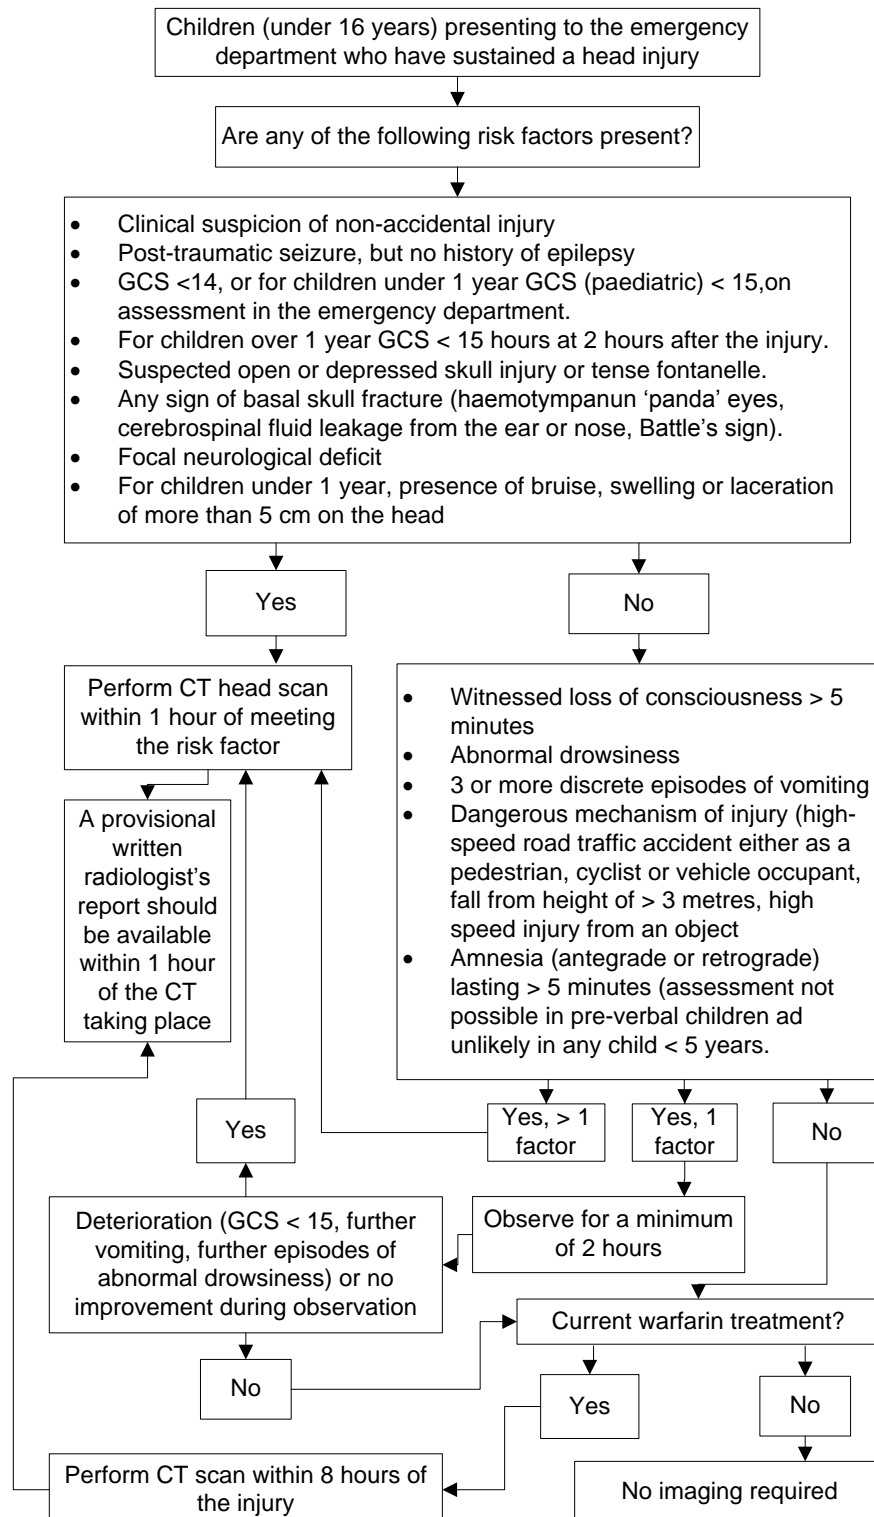 Children (under 16 years) presenting to the emergency
department who have sustained a head injury
Are any of the following risk factors present?
• Clinical suspicion of non-accidental injury
• Post-traumatic seizure, but no history of epilepsy
• GCS <14, or for children under 1 year GCS (paediatric) < 15,on
assessment in the emergency department.
• For children over 1 year GCS < 15 hours at 2 hours after the injury.
• Suspected open or depressed skull injury or tense fontanelle.
• Any sign of basal skull fracture (haemotympanun ‘panda’ eyes,
cerebrospinal fluid leakage from the ear or nose, Battle’s sign).
• Focal neurological deficit
• For children under 1 year, presence of bruise, swelling or laceration
of more than 5 cm on the head
Yes
No
Perform CT head scan
within 1 hour of meeting
the risk factor
• Witnessed loss of consciousness > 5
minutes
• Abnormal drowsiness
• 3 or more discrete episodes of vomiting
• Dangerous mechanism of injury (high-
speed road traffic accident either as a
pedestrian, cyclist or vehicle occupant,
fall from height of > 3 metres, high
speed injury from an object
• Amnesia (antegrade or retrograde)
lasting > 5 minutes (assessment not
possible in pre-verbal children ad
unlikely in any child < 5 years.
A provisional
written
radiologist’s
report should
be available
within 1 hour
of the CT
taking place
Yes
Yes, > 1
factor
Yes, 1
factor
No
Deterioration (GCS < 15, further
vomiting, further episodes of
abnormal drowsiness) or no
improvement during observation
Observe for a minimum
of 2 hours
Current warfarin treatment?
No
Yes
No
Perform CT scan within 8 hours of
the injury
No imaging required